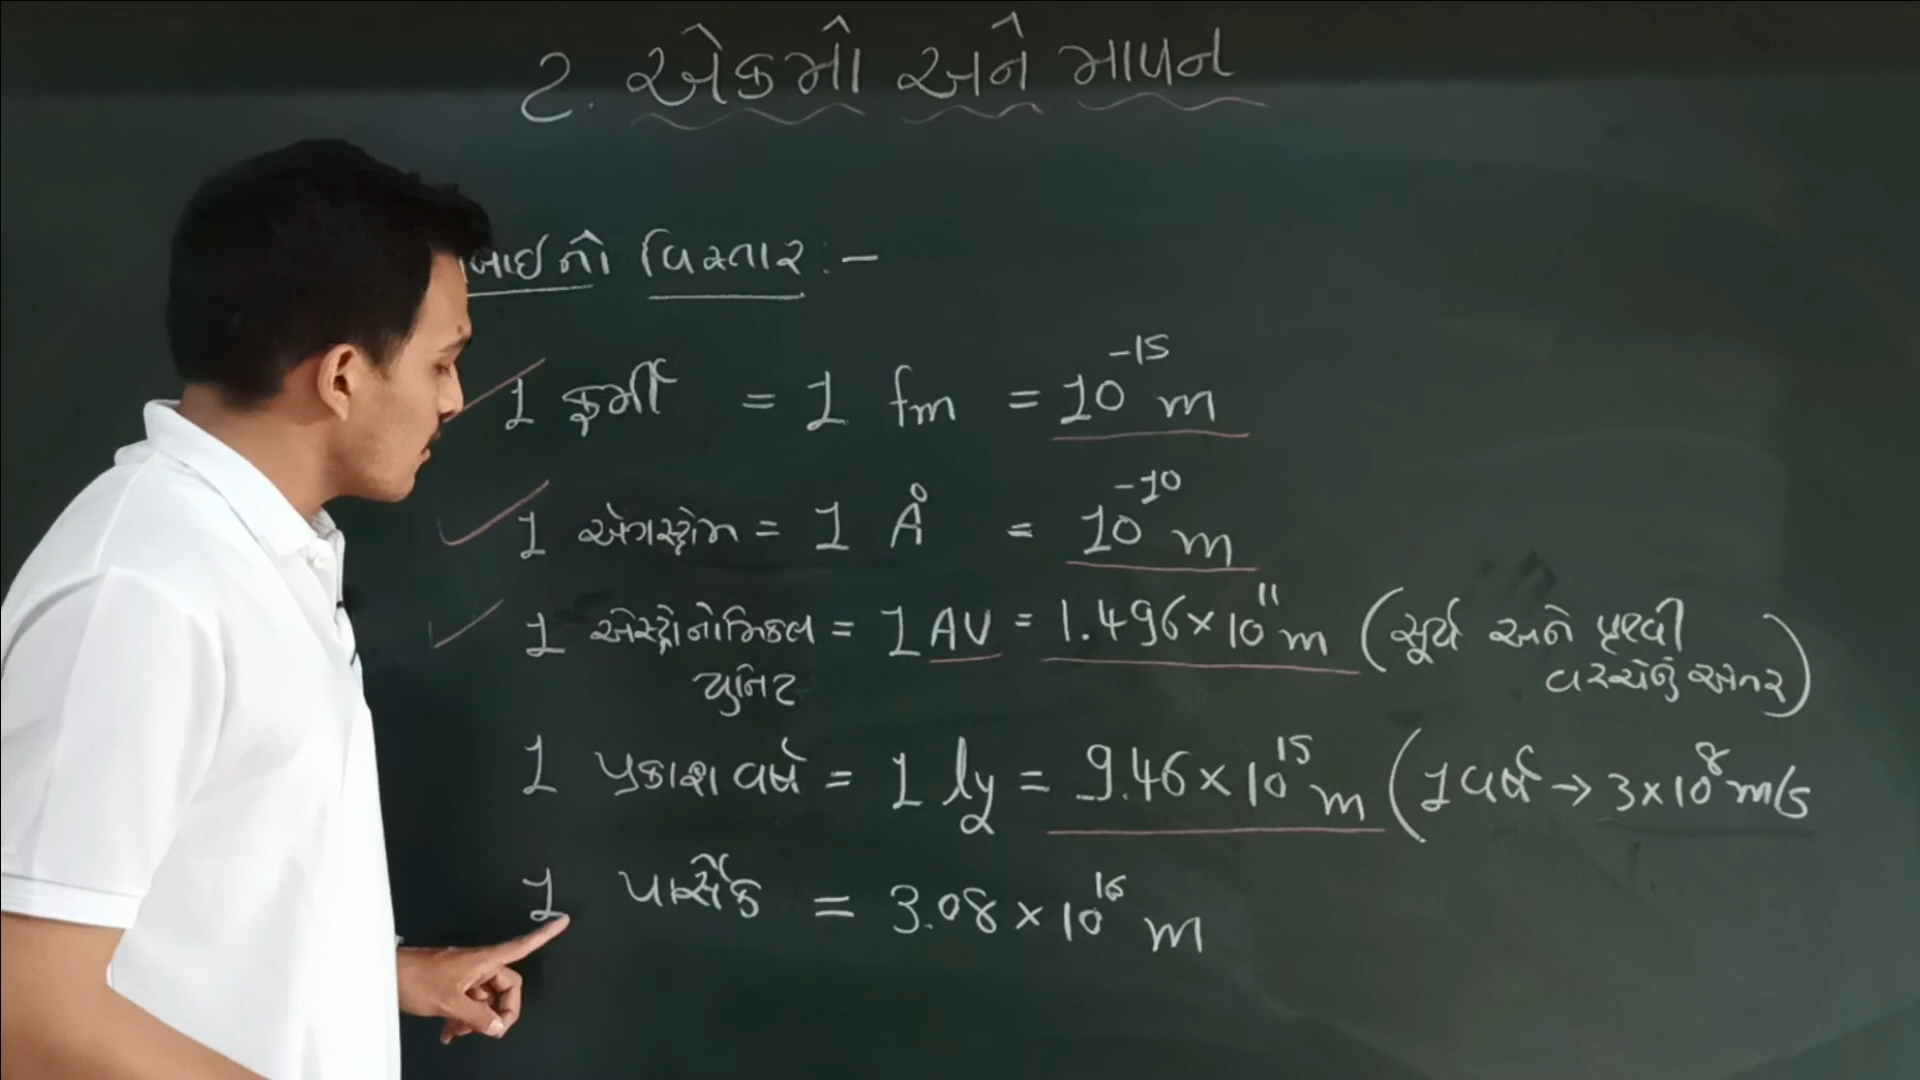 2. એકમો અને માપન
બાઈનો વિસ્તાર :-
1 ફર્મી = 1 fm = 10⁻¹⁵ m
1 એંગસ્ટ્રોમ = 1 Å = 10⁻¹⁰ m
1 એસ્ટ્રોનોમિકલ = 1 AU = 1.496 × 10¹¹ m (સૂર્ય અને પૃથ્વી
યુનિટ વચ્ચેનું અંતર)
1 પ્રકાશ વર્ષ = 1 ly = 9.46 × 10¹⁵ m (1 વર્ષ → 3 × 10⁸ m/s
1 પાર્સેક = 3.08 × 10¹⁶ m